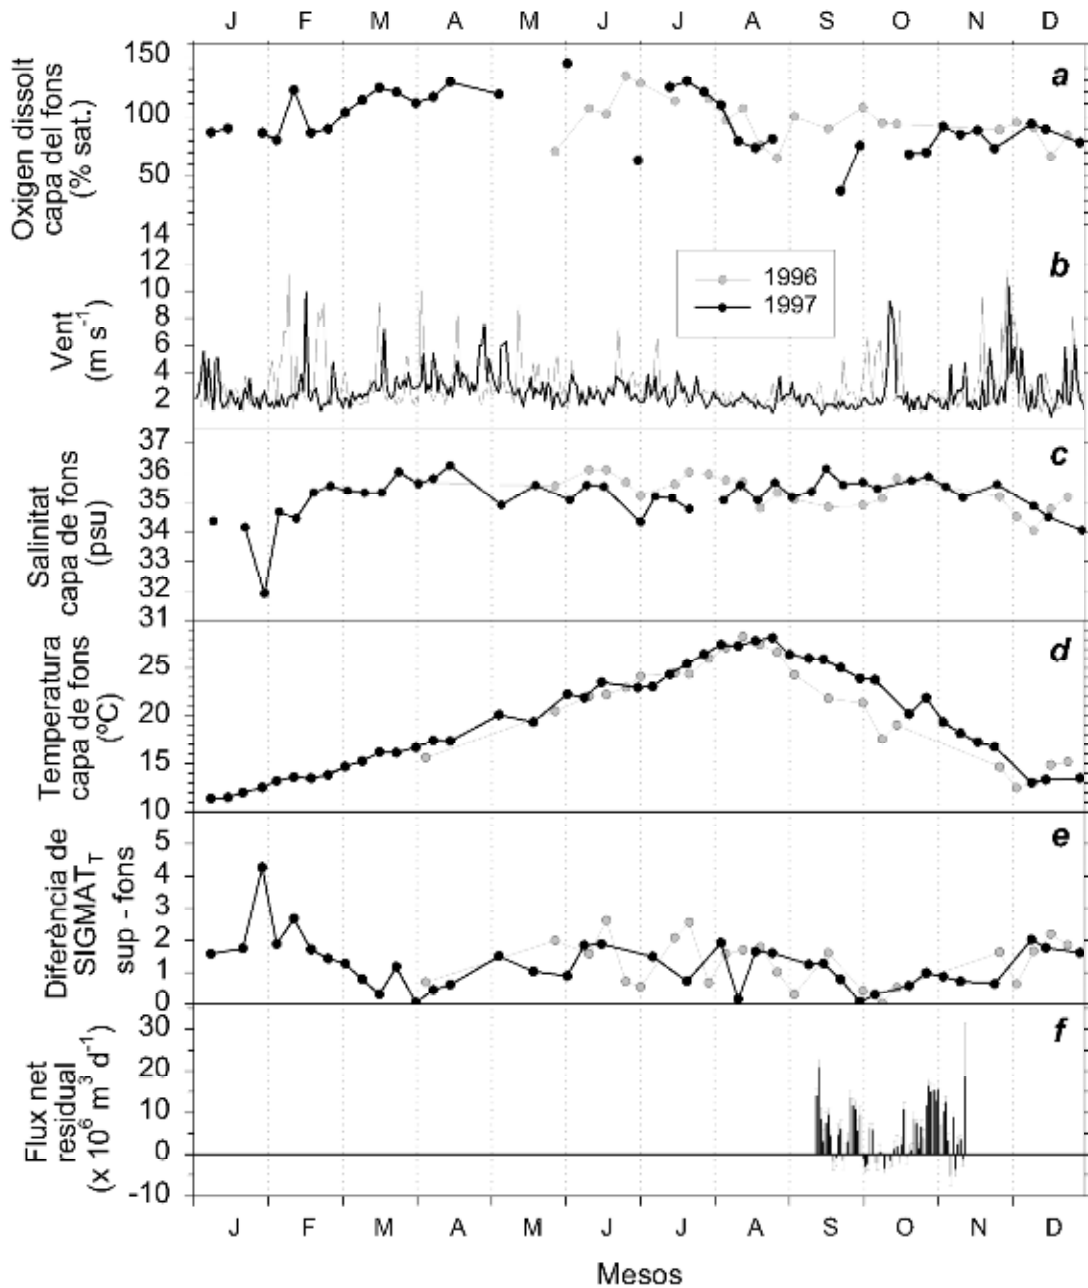 J F M A M J J A S O N D
Oxigen dissolt
capa del fons
(% sat.)
150
100
50
a
Vent
(m s-1)
14
12
10
8
6
4
2
b
1996
1997
Salinitat
capa de fons
(psu)
37
36
35
34
33
32
31
c
Temperatura
capa de fons
(ºC)
25
20
15
10
d
Diferència de
SIGMAT T
sup - fons
5
4
3
2
1
0
e
Flux net
residual
(x 10⁶ m³ d⁻¹)
30
20
10
0
-10
f
J F M A M J J A S O N D
Mesos